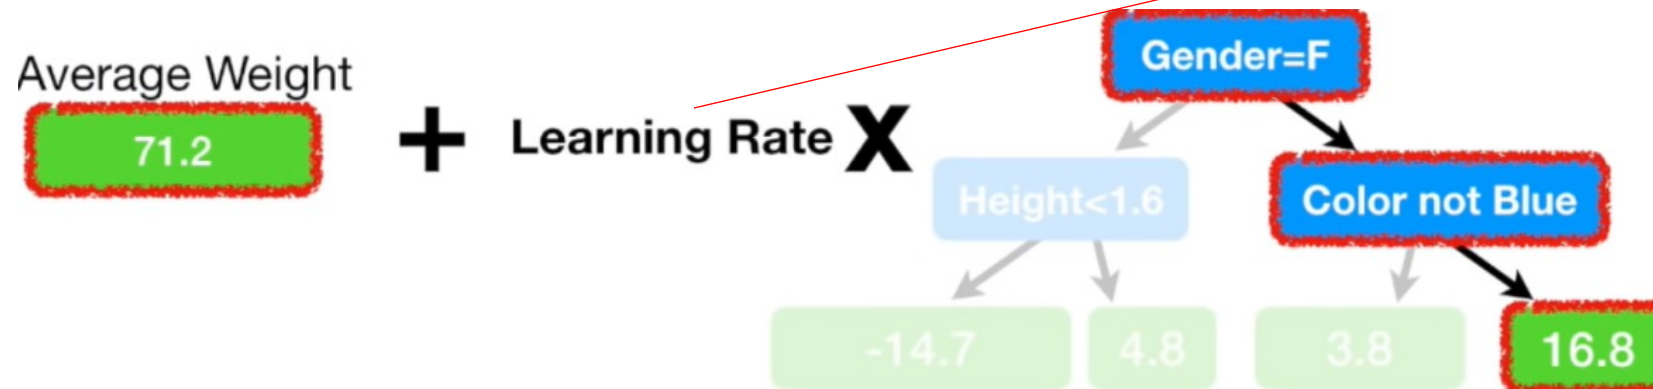 Average Weight
71.2
+
Learning Rate X
Gender=F
Height<1.6
Color not Blue
-14.7
4.8
3.8
16.8